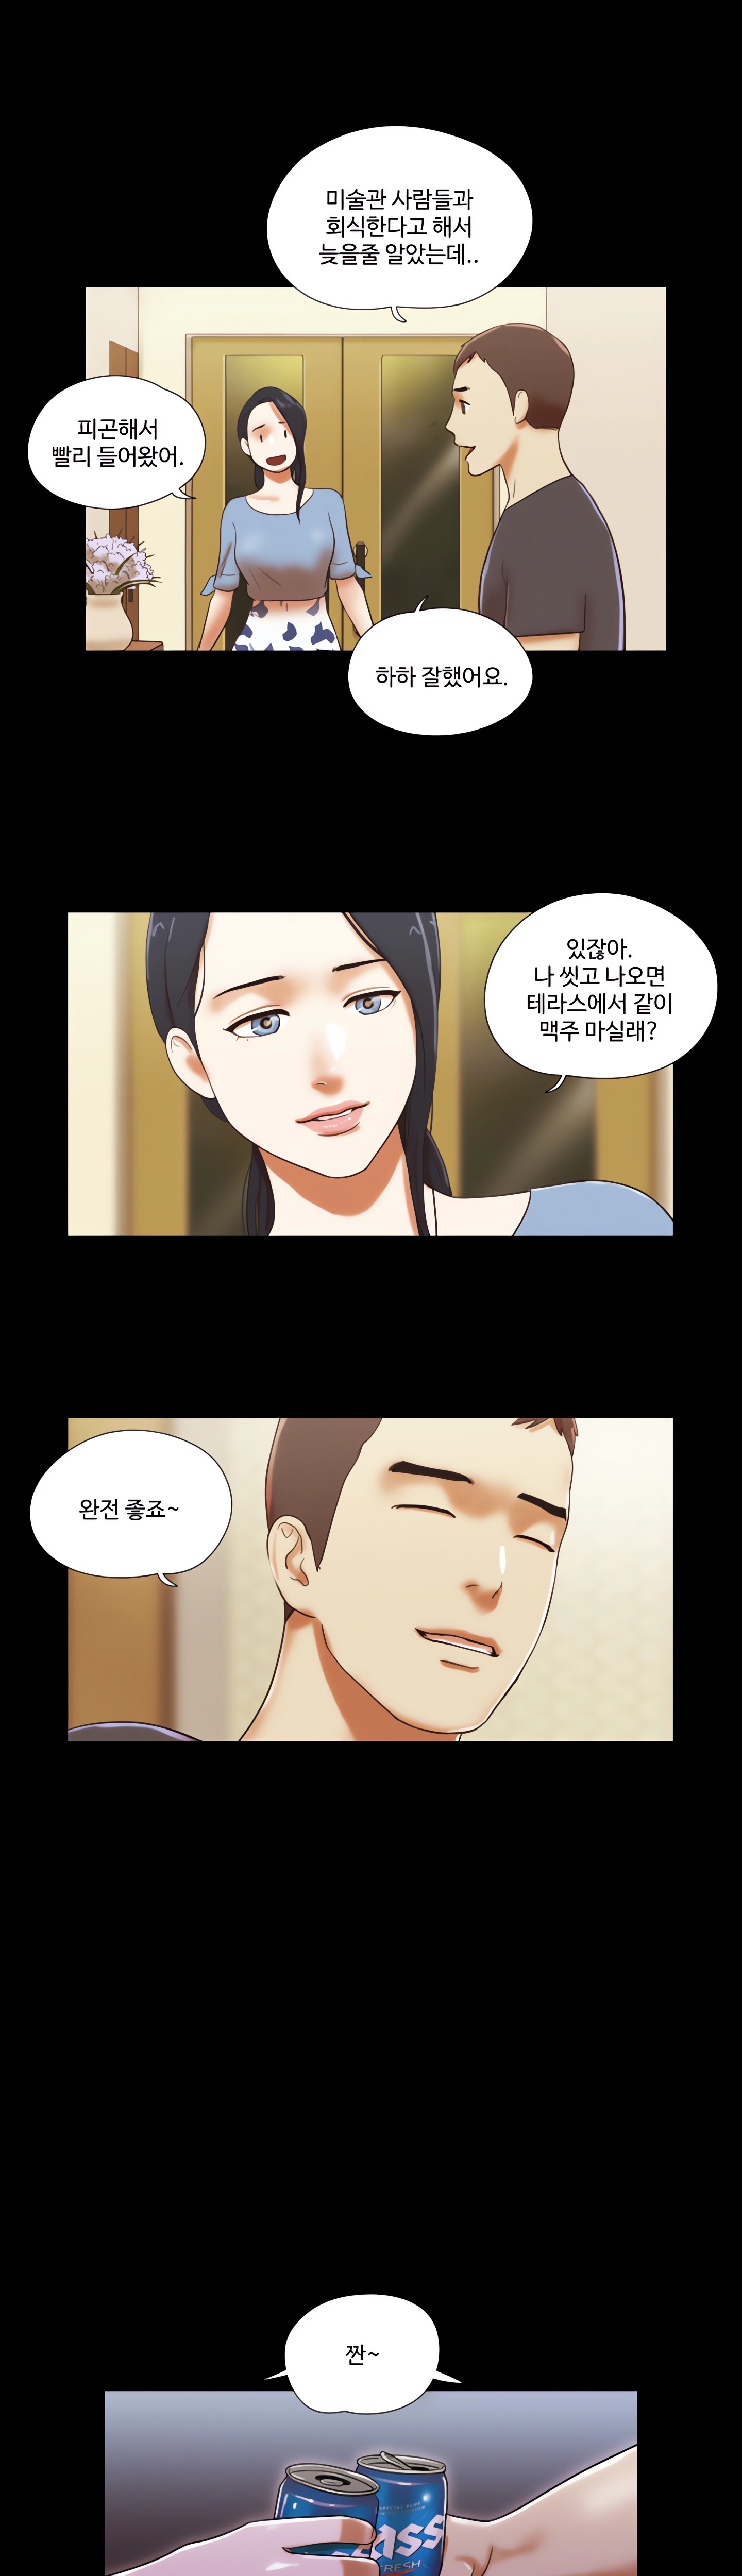 미술관 사람들과
회식한다고 해서
늦을줄 알았는데..
피곤해서
빨리 들어왔어.
하하 잘했어요.
있잖아.
나 씻고 나오면
테라스에서 같이
맥주 마실래?
완전 좋죠~
짠~
ASS
FRESH